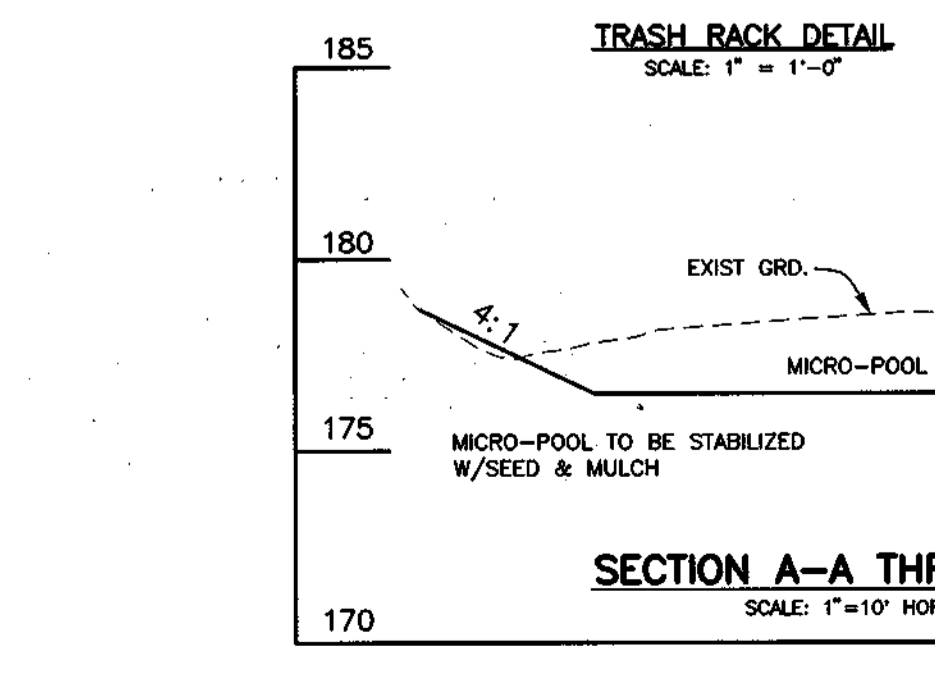 TRASH RACK DETAIL
SCALE: 1" = 1'-0"
185
180
EXIST GRD.
4:1
MICRO-POOL
175
MICRO-POOL TO BE STABILIZED
W/SEED & MULCH
SECTION A-A
SCALE: 1"=10'
170